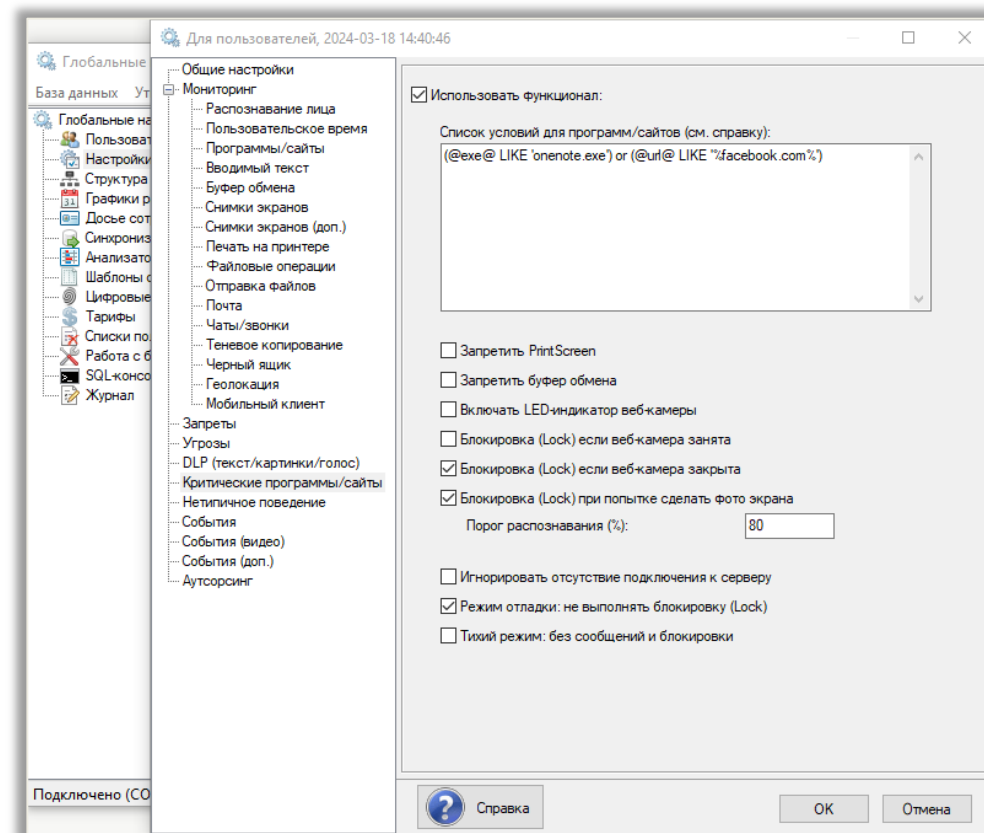 Для пользователей, 2024-03-18 14:40:46
Глобальные
База данных Ут
Глобальные на
Пользоват
Настройки
Структура
Графики р
Досье сот
Синхрониз
Анализато
Шаблоны о
Цифровые
Тарифы
Списки по
Работа с б
SQL-консо
Журнал
Подключено (CO
Общие настройки
Мониторинг
Распознавание лица
Пользовательское время
Программы/сайты
Вводимый текст
Буфер обмена
Снимки экранов
Снимки экранов (доп.)
Печать на принтере
Файловые операции
Отправка файлов
Почта
Чаты/звонки
Теневое копирование
Черный ящик
Геолокация
Мобильный клиент
Запреты
Угрозы
DLP (текст/картинки/голос)
Критические программы/сайты
Нетипичное поведение
События
События (видео)
События (доп.)
Аутсорсинг
Использовать функционал:
Список условий для программ/сайтов (см. справку):
(@exe@ LIKE 'onenote.exe') or (@url@ LIKE '%facebook.com%')
Запретить PrintScreen
Запретить буфер обмена
Включать LED-индикатор веб-камеры
Блокировка (Lock) если веб-камера занята
Блокировка (Lock) если веб-камера закрыта
Блокировка (Lock) при попытке сделать фото экрана
Порог распознавания (%): 80
Игнорировать отсутствие подключения к серверу
Режим отладки: не выполнять блокировку (Lock)
Тихий режим: без сообщений и блокировки
Справка
OK
Отмена